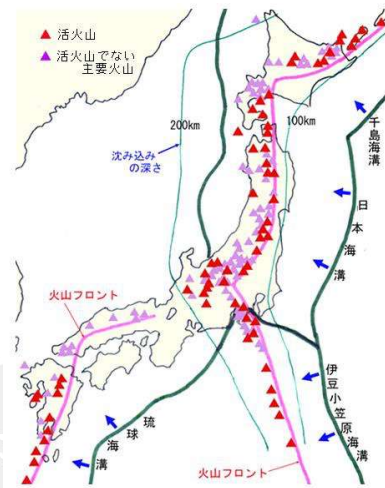 活火山
活火山でない
主要火山
200km
100km
沈み込み
の深さ
千島海溝
日本海溝
火山フロント
伊豆小笠原海溝
琉球海溝
火山フロント